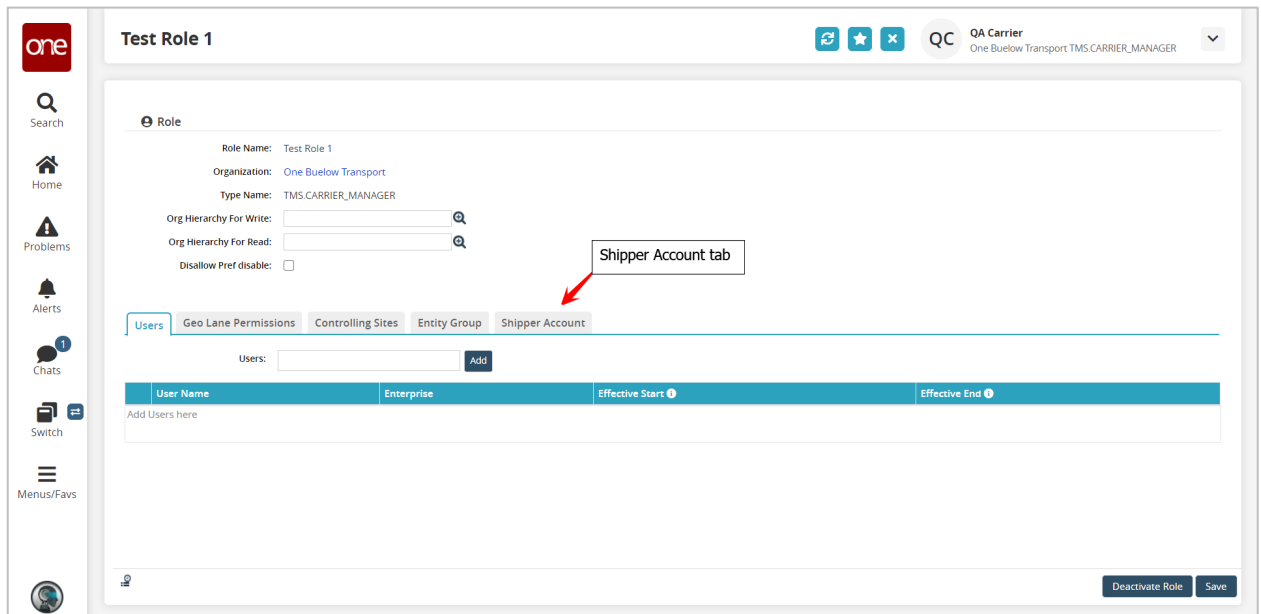 one
Test Role 1
QC
QA Carrier
One Buelow Transport TMS.CARRIER_MANAGER
Search
Home
Problems
Alerts
1
Chats
Switch
Menus/Favs
Role
Role Name: Test Role 1
Organization: One Buelow Transport
Type Name: TMS.CARRIER_MANAGER
Org Hierarchy For Write:
Org Hierarchy For Read:
Disallow Pref disable:
Shipper Account tab
Users Geo Lane Permissions Controlling Sites Entity Group Shipper Account
Users: Add
User Name Enterprise Effective Start Effective End
Add Users here
Deactivate Role Save